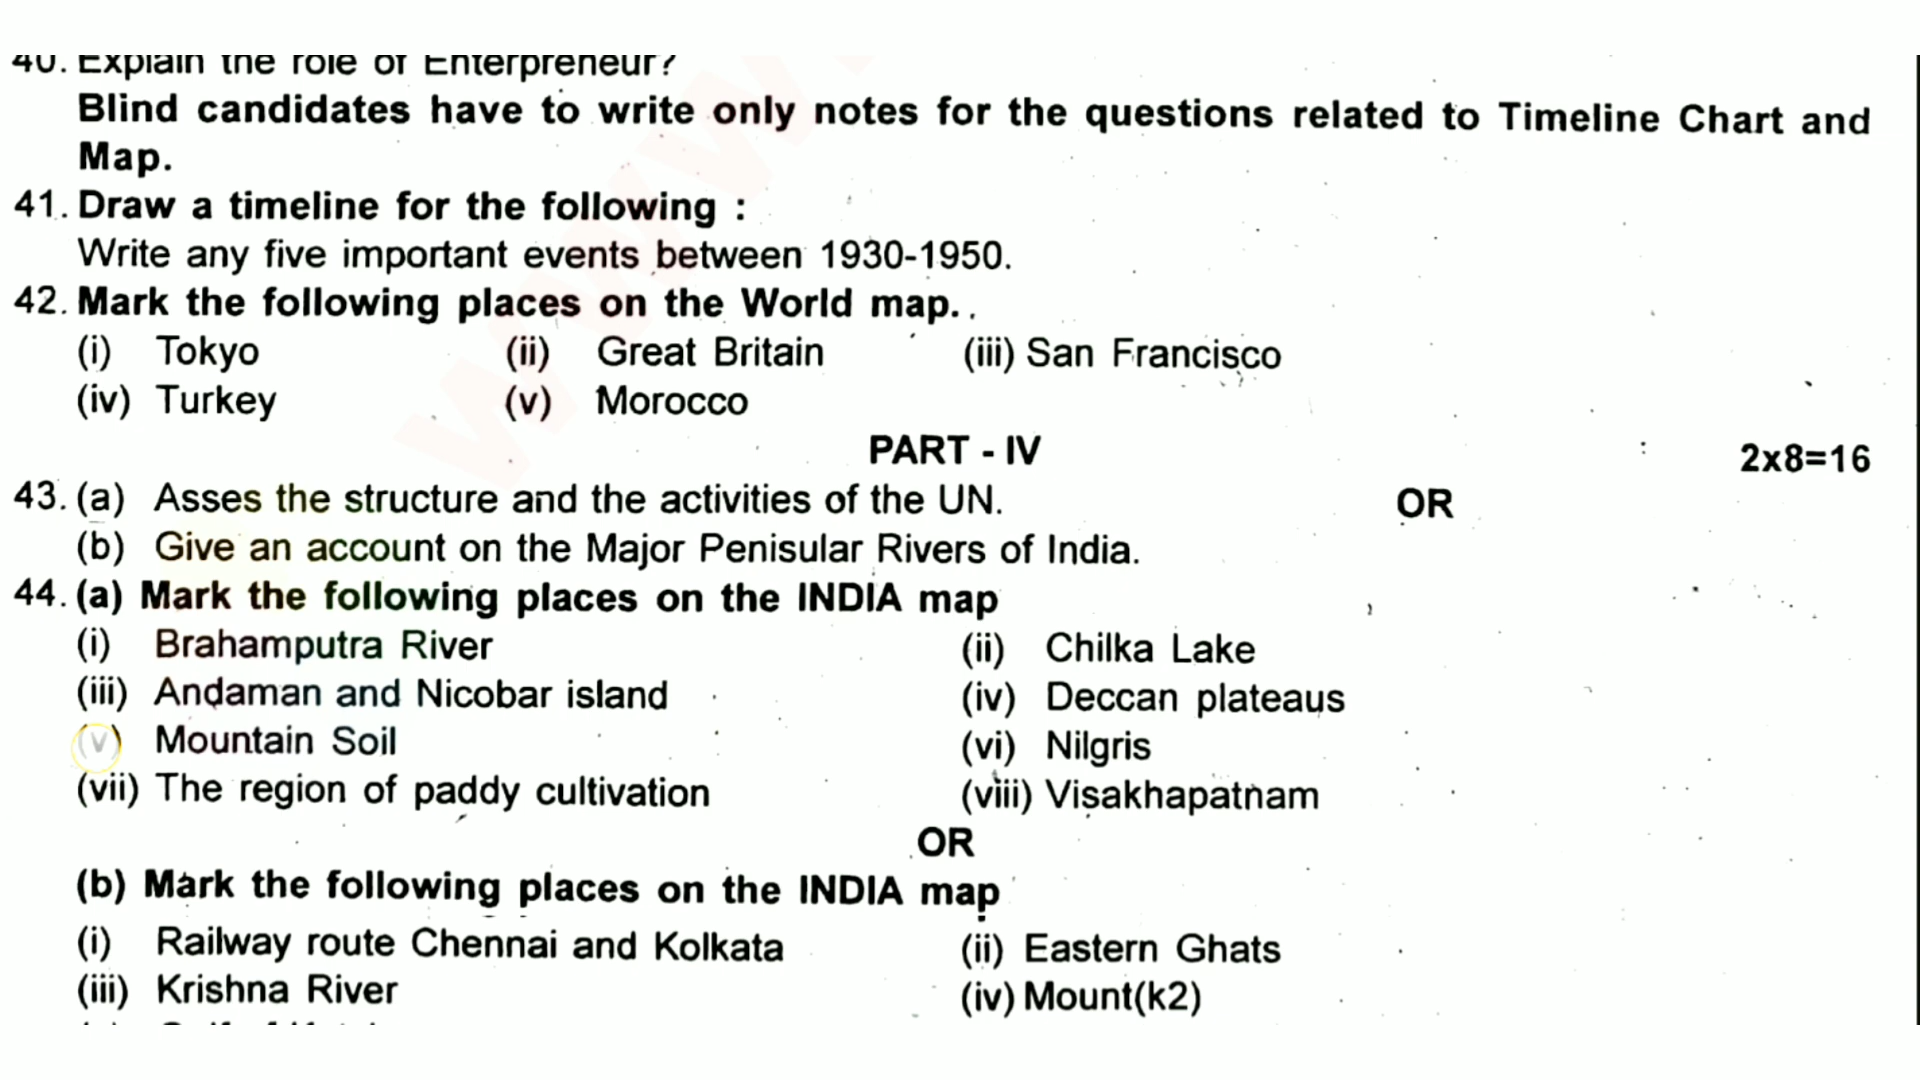 40. Explain the role of Enterpreneur?
Blind candidates have to write only notes for the questions related to Timeline Chart and
Map.
41. Draw a timeline for the following :
Write any five important events between 1930-1950.
42. Mark the following places on the World map.
(i) Tokyo (ii) Great Britain (iii) San Francisco
(iv) Turkey (v) Morocco
PART - IV 2x8=16
43. (a) Asses the structure and the activities of the UN. OR
(b) Give an account on the Major Penisular Rivers of India.
44. (a) Mark the following places on the INDIA map
(i) Brahamputra River (ii) Chilka Lake
(iii) Andaman and Nicobar island (iv) Deccan plateaus
(v) Mountain Soil (vi) Nilgris
(vii) The region of paddy cultivation (viii) Visakhapatnam
OR
(b) Mark the following places on the INDIA map
(i) Railway route Chennai and Kolkata (ii) Eastern Ghats
(iii) Krishna River (iv) Mount(k2)